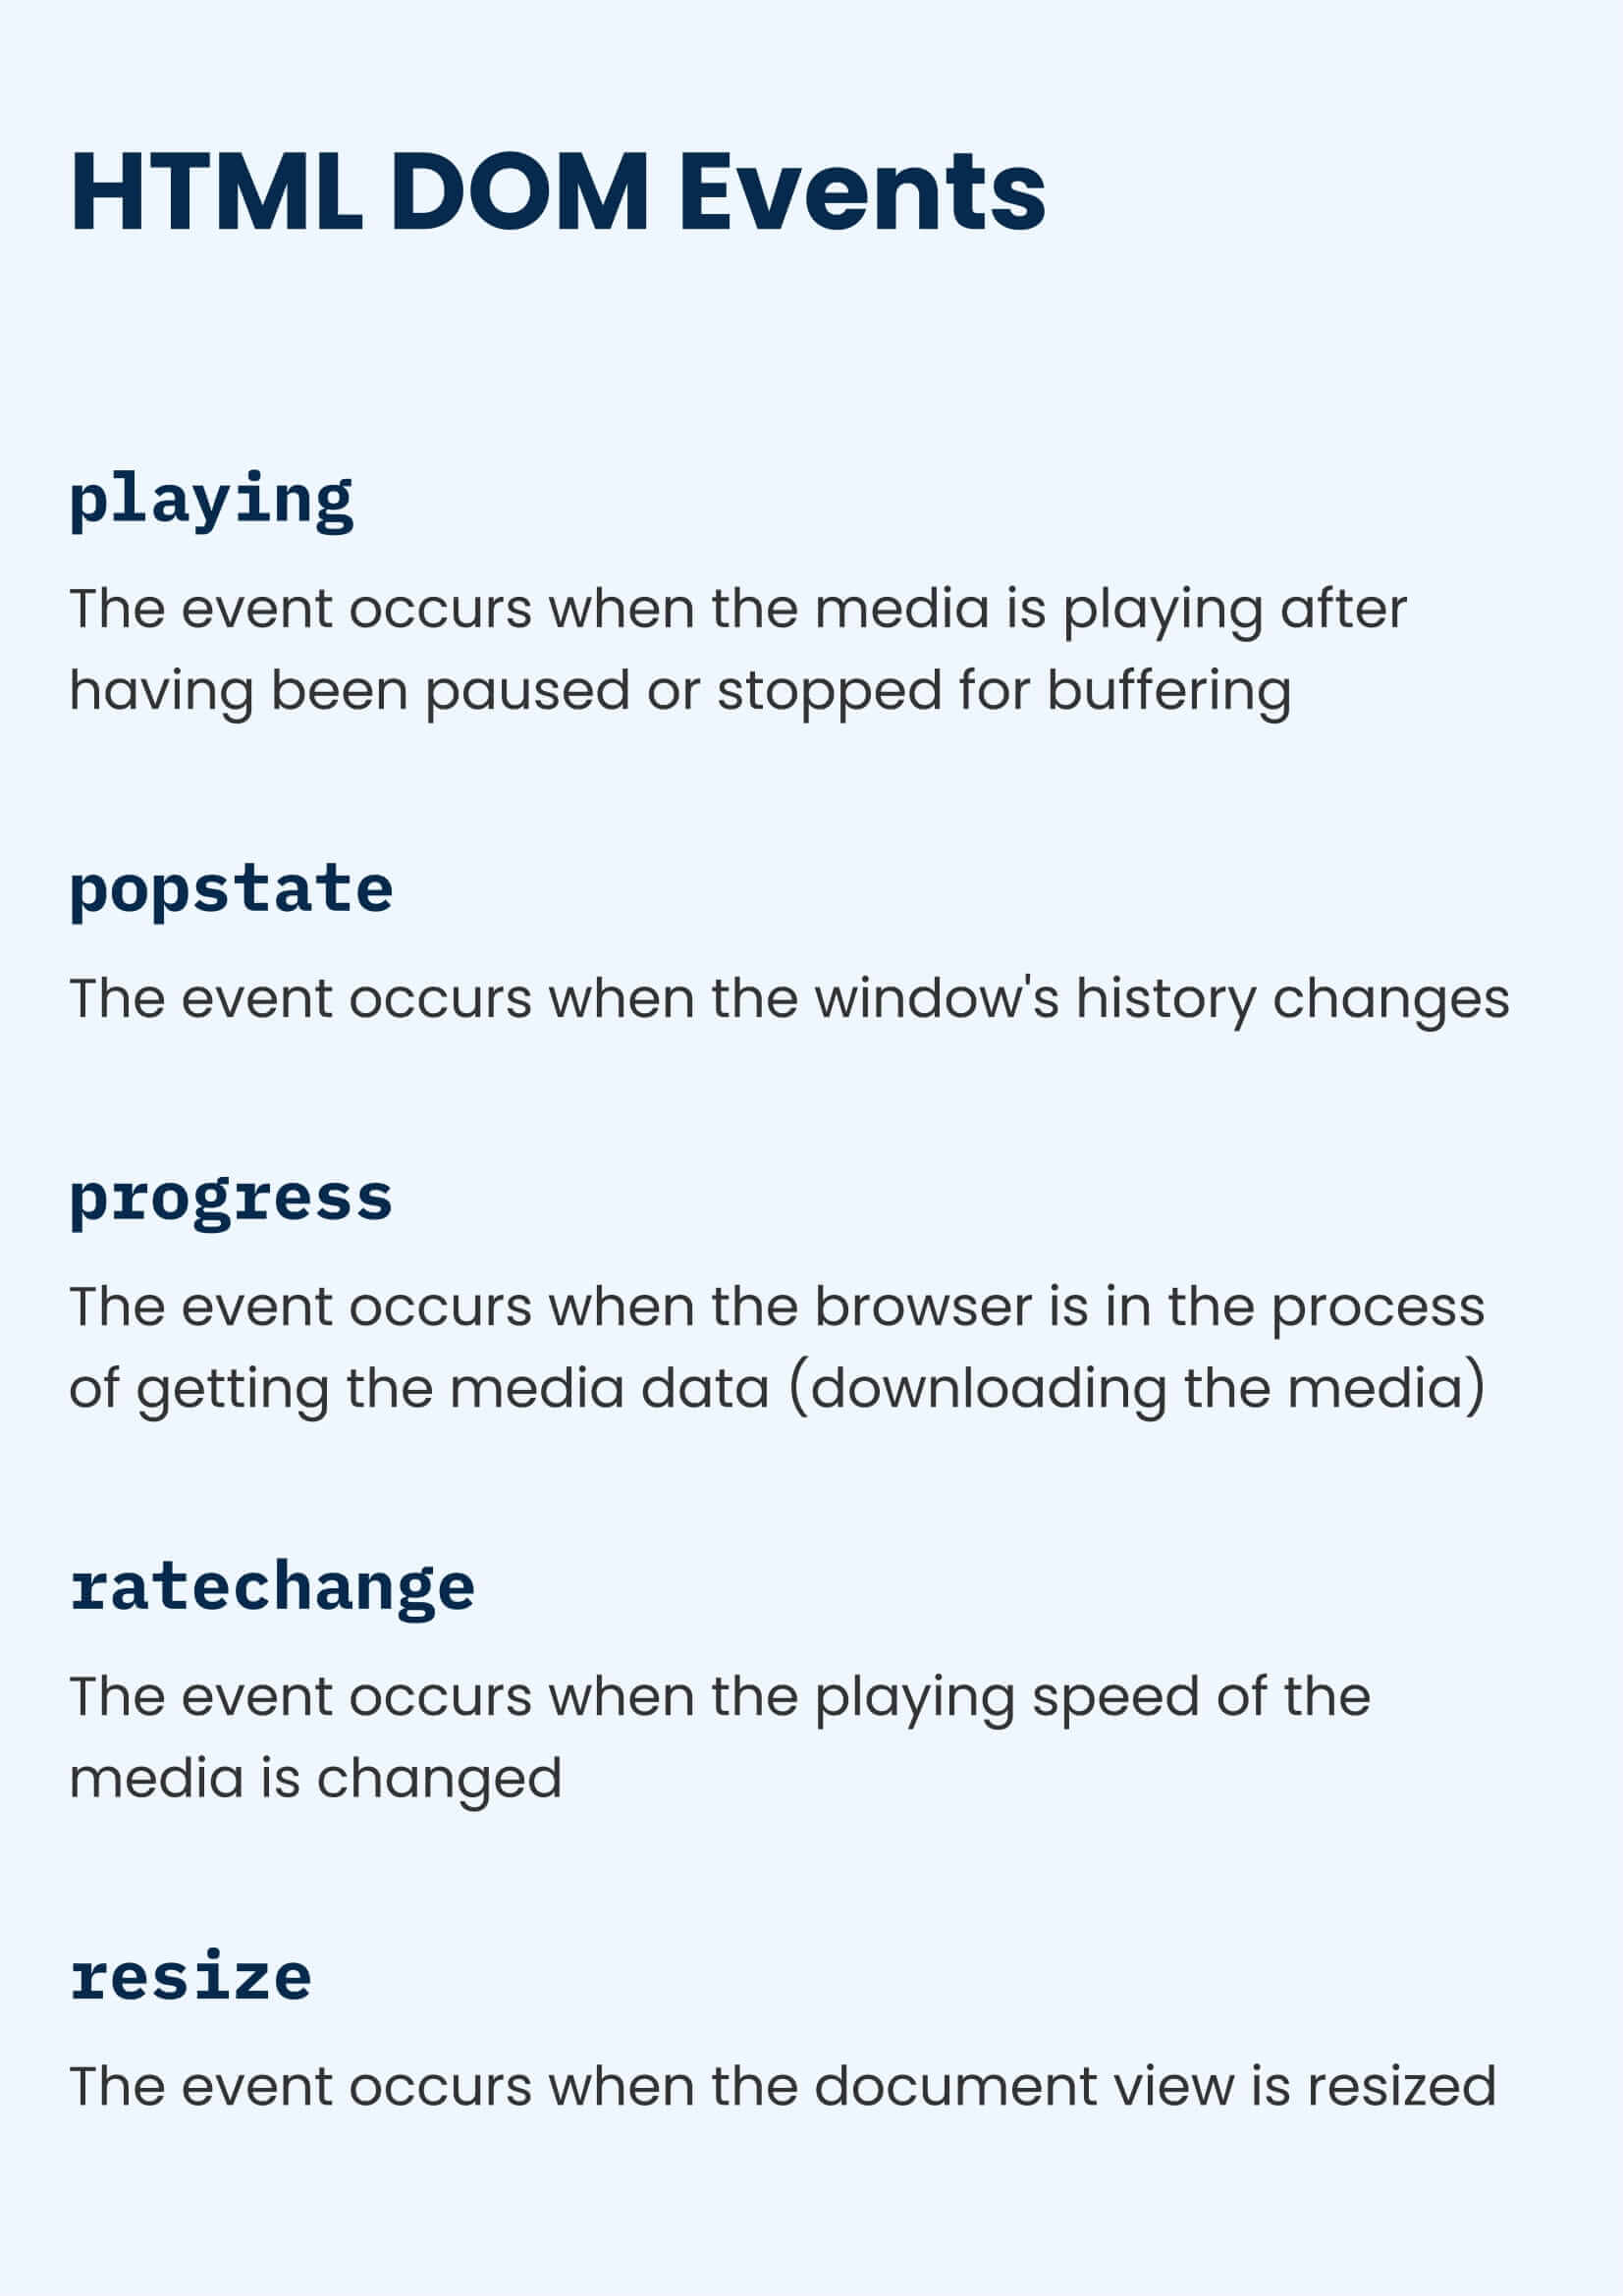 HTML DOM Events
playing
The event occurs when the media is playing after
having been paused or stopped for buffering
popstate
The event occurs when the window's history changes
progress
The event occurs when the browser is in the process
of getting the media data (downloading the media)
ratechange
The event occurs when the playing speed of the
media is changed
resize
The event occurs when the document view is resized